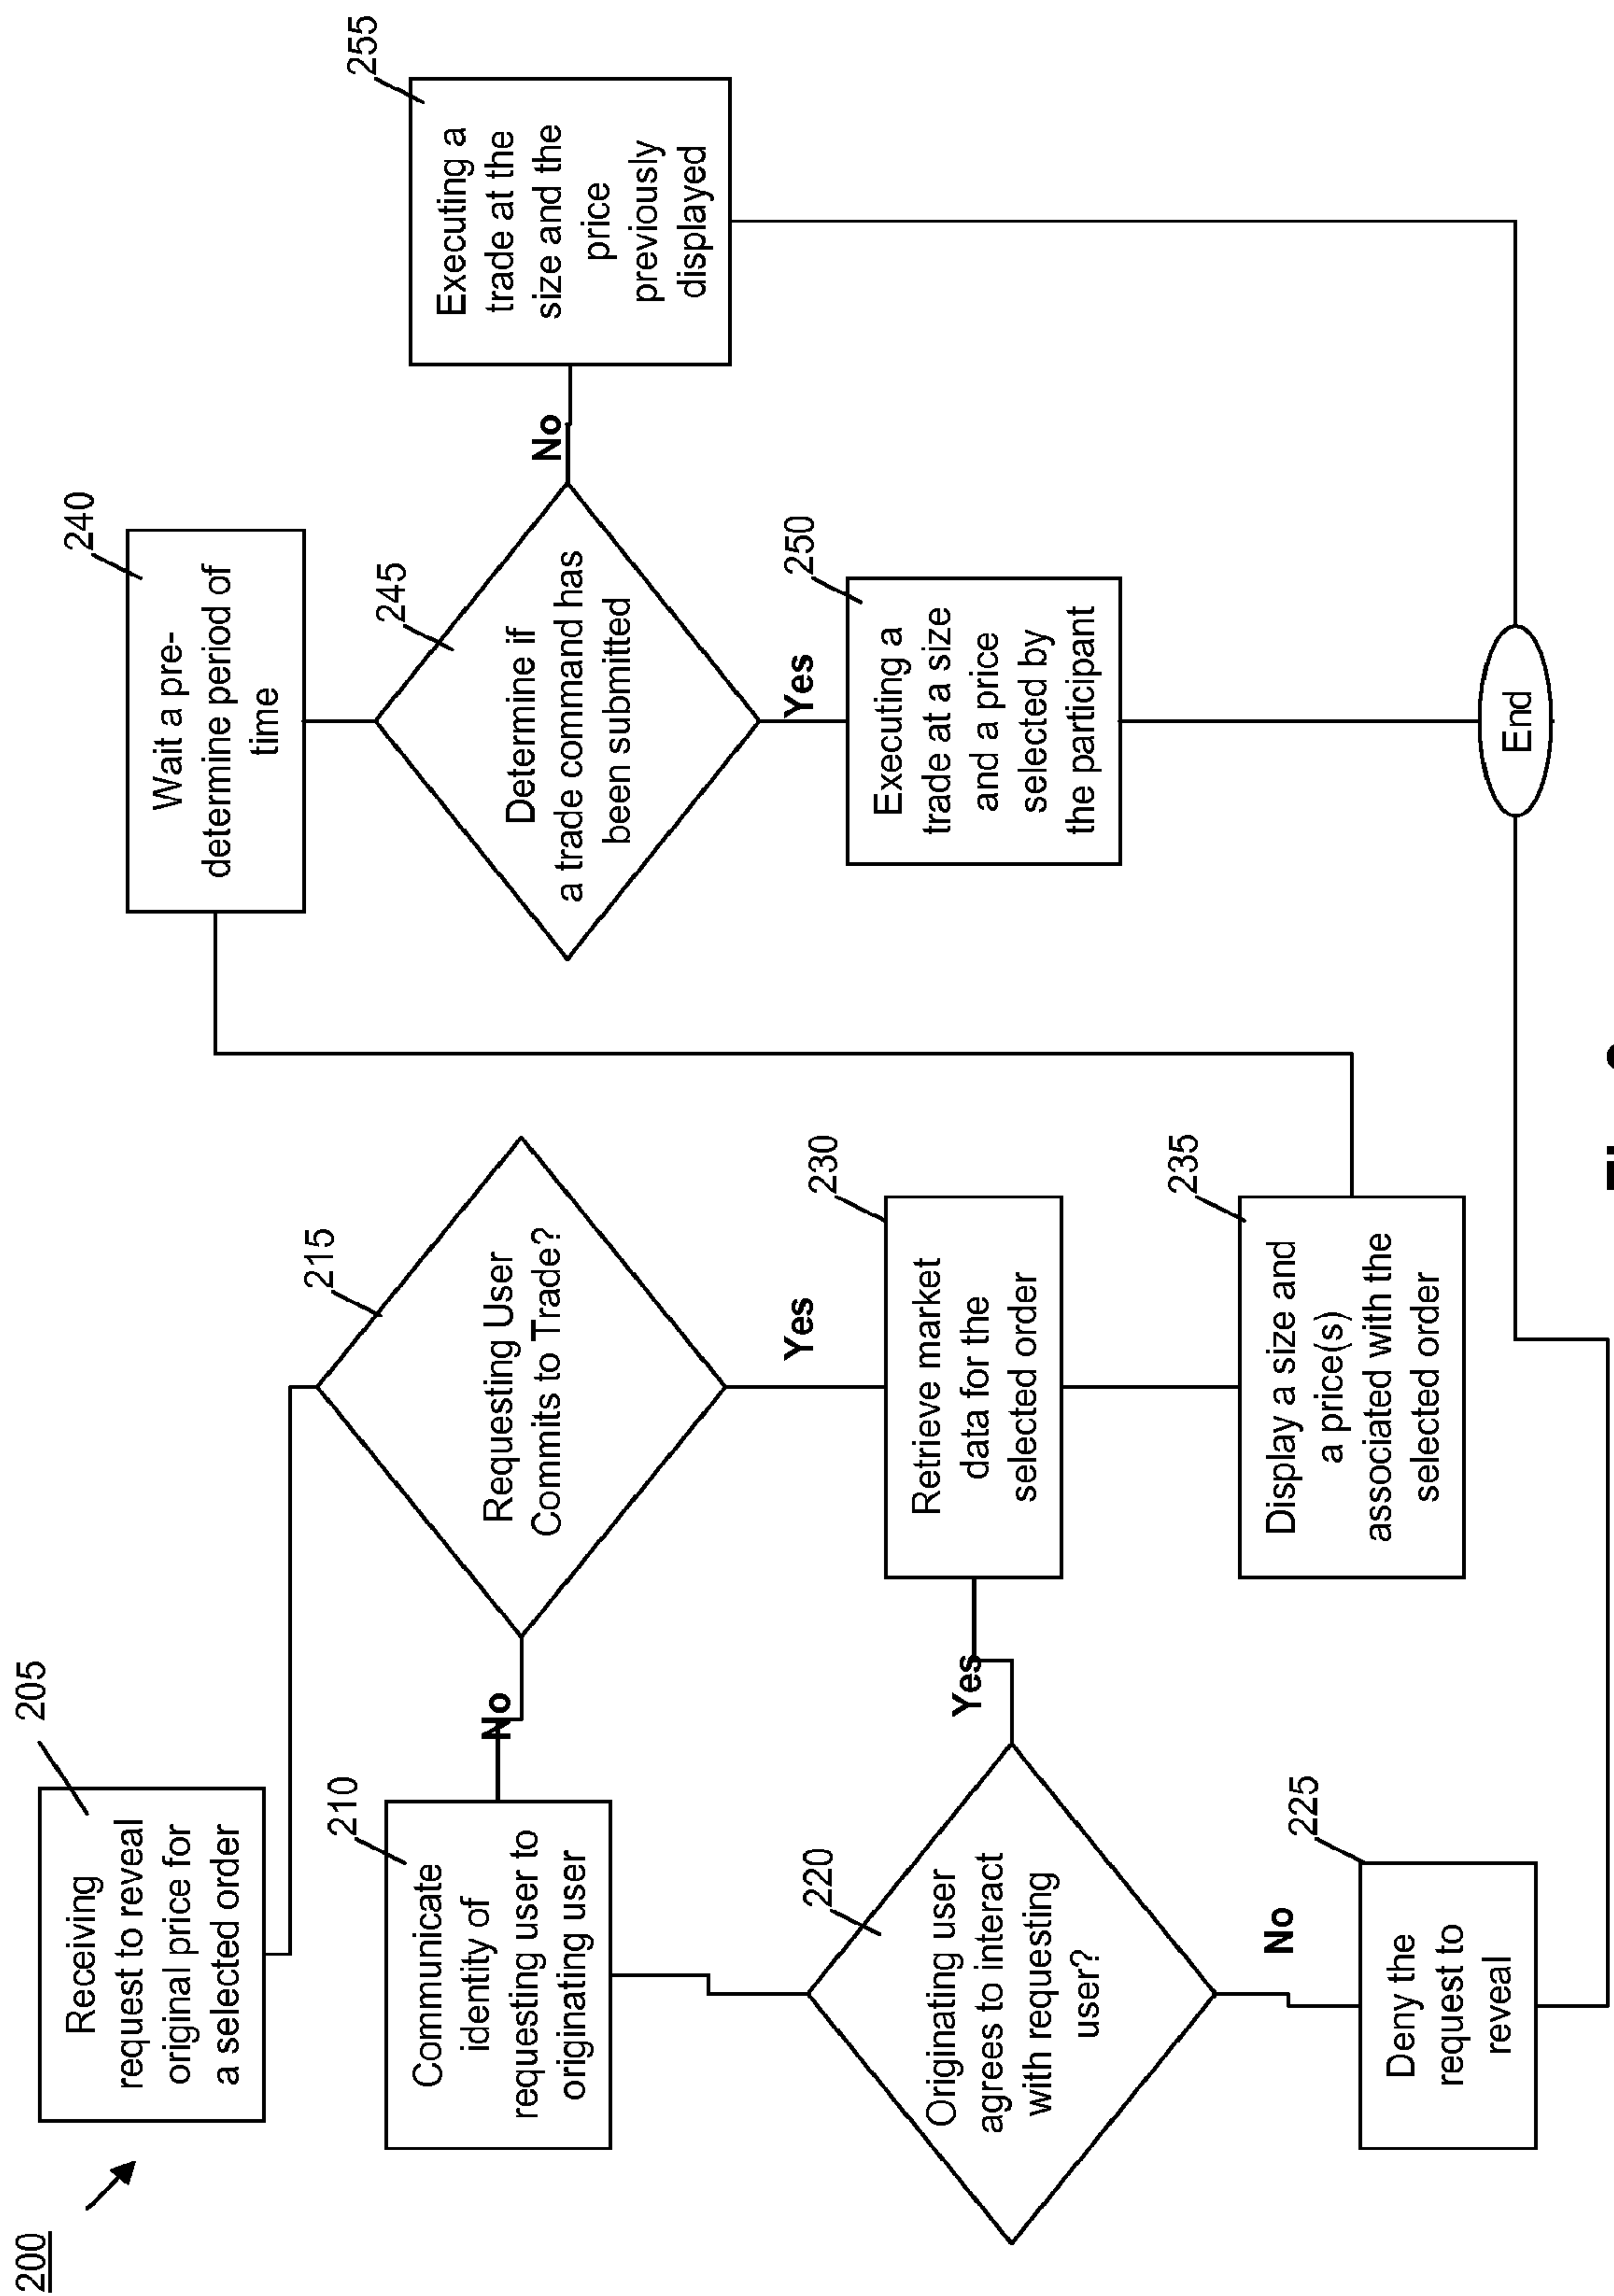 200
205
Receiving
request to reveal
original price for
a selected order
210
Communicate
identity of
requesting user to
originating user
No
215
Requesting User
Commits to Trade?
Yes
220
Originating user
agrees to interact
with requesting
user?
Yes
No
225
Deny the
request to
reveal
230
Retrieve market
data for the
selected order
235
Display a size and
a price(s)
associated with the
selected order
240
Wait a pre-
determine period of
time
245
Determine if
a trade command has
been submitted
No
Yes
250
Executing a
trade at a size
and a price
selected by
the participant
255
Executing a
trade at the
size and the
price
previously
displayed
End